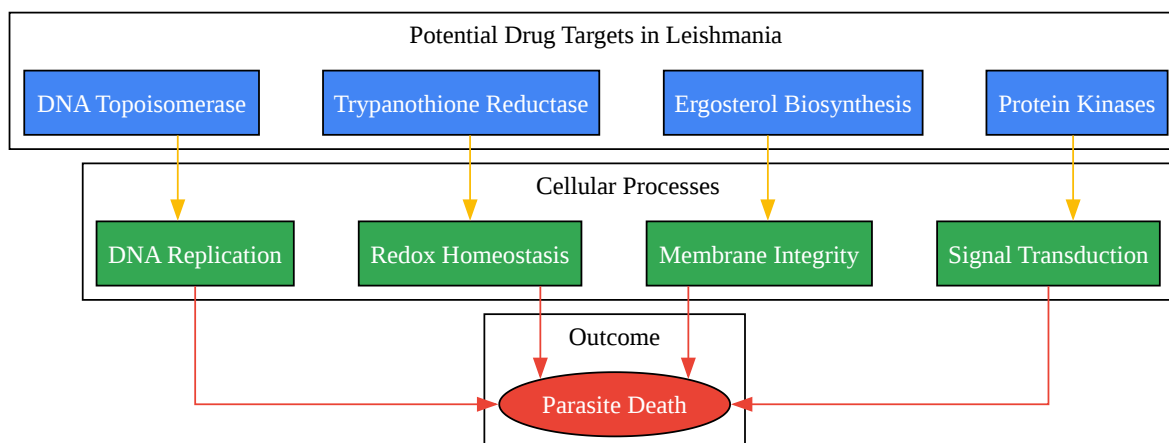 Potential Drug Targets in Leishmania
DNA Topoisomerase
Trypanothione Reductase
Ergosterol Biosynthesis
Protein Kinases
Cellular Processes
DNA Replication
Redox Homeostasis
Membrane Integrity
Signal Transduction
Outcome
Parasite Death